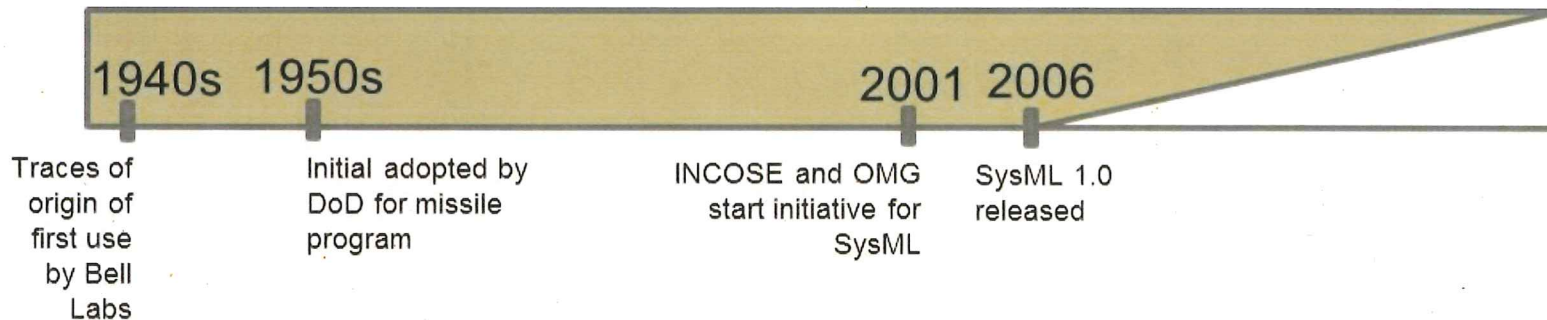 1940s
1950s
2001
2006
Traces of
origin of
first use
by Bell
Labs
Initial adopted by
DoD for missile
program
INCOSE and OMG
start initiative for
SysML
SysML 1.0
released